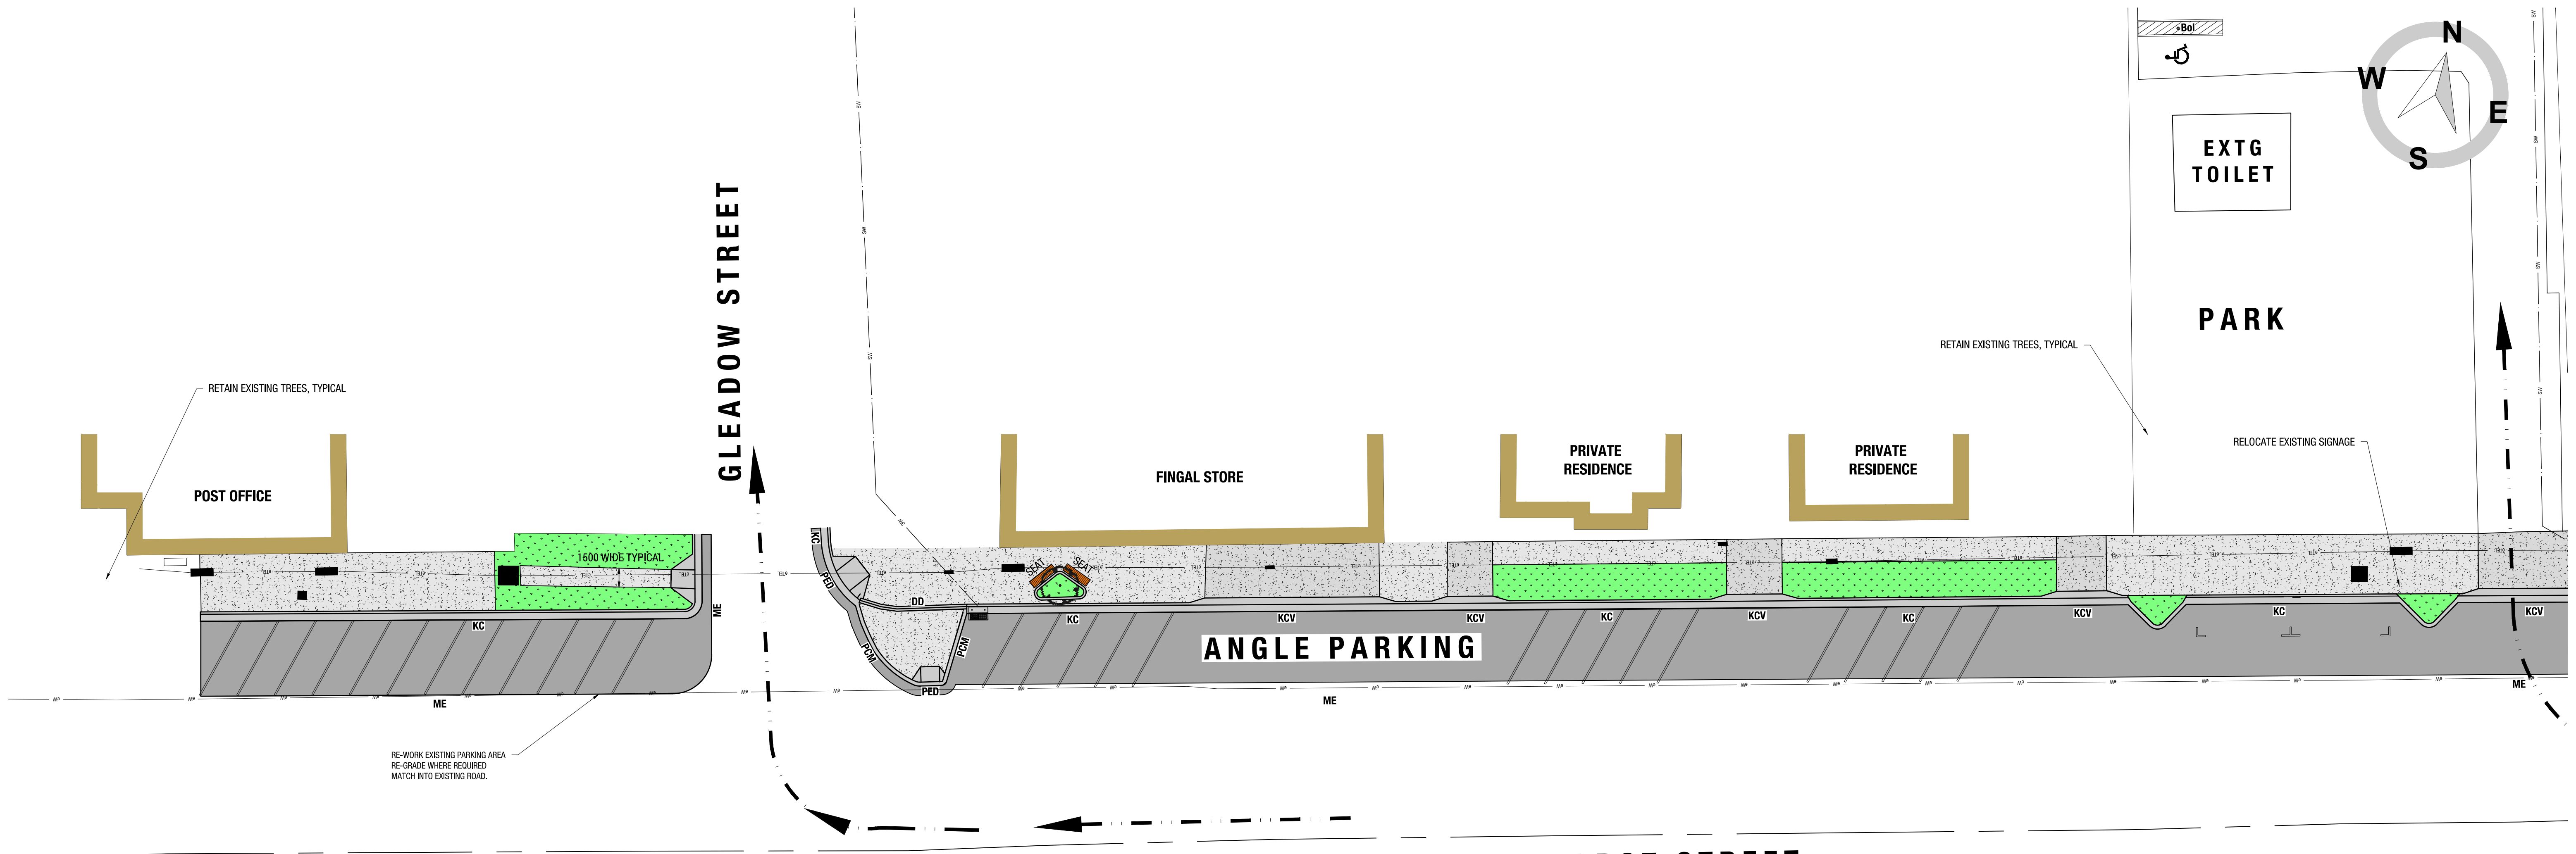 Bol
N
W
E
S
EXTG
TOILET
PARK
GLEADOW STREET
RETAIN EXISTING TREES, TYPICAL
RETAIN EXISTING TREES, TYPICAL
RELOCATE EXISTING SIGNAGE
POST OFFICE
FINGAL STORE
PRIVATE
RESIDENCE
PRIVATE
RESIDENCE
1500 WIDE TYPICAL
SEAT
SEAT
KC
PED
ME
DD
KC
KC
KCV
KCV
KC
KCV
KC
KCV
KC
KCV
PCM
PCM
PED
ANGLE PARKING
ME
ME
ME
RE-WORK EXISTING PARKING AREA
RE-GRADE WHERE REQUIRED
MATCH INTO EXISTING ROAD.
STREET